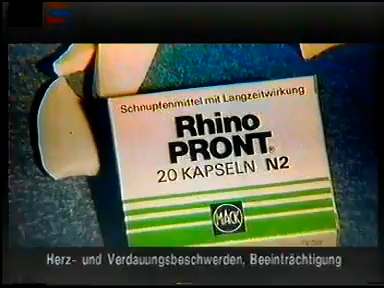 Schnupfenmittel mit Langzeitwirkung
Rhino
PRONT®
20 KAPSELN N2
MACK
Herz- und Verdauungsbeschwerden, Beeinträchtigung